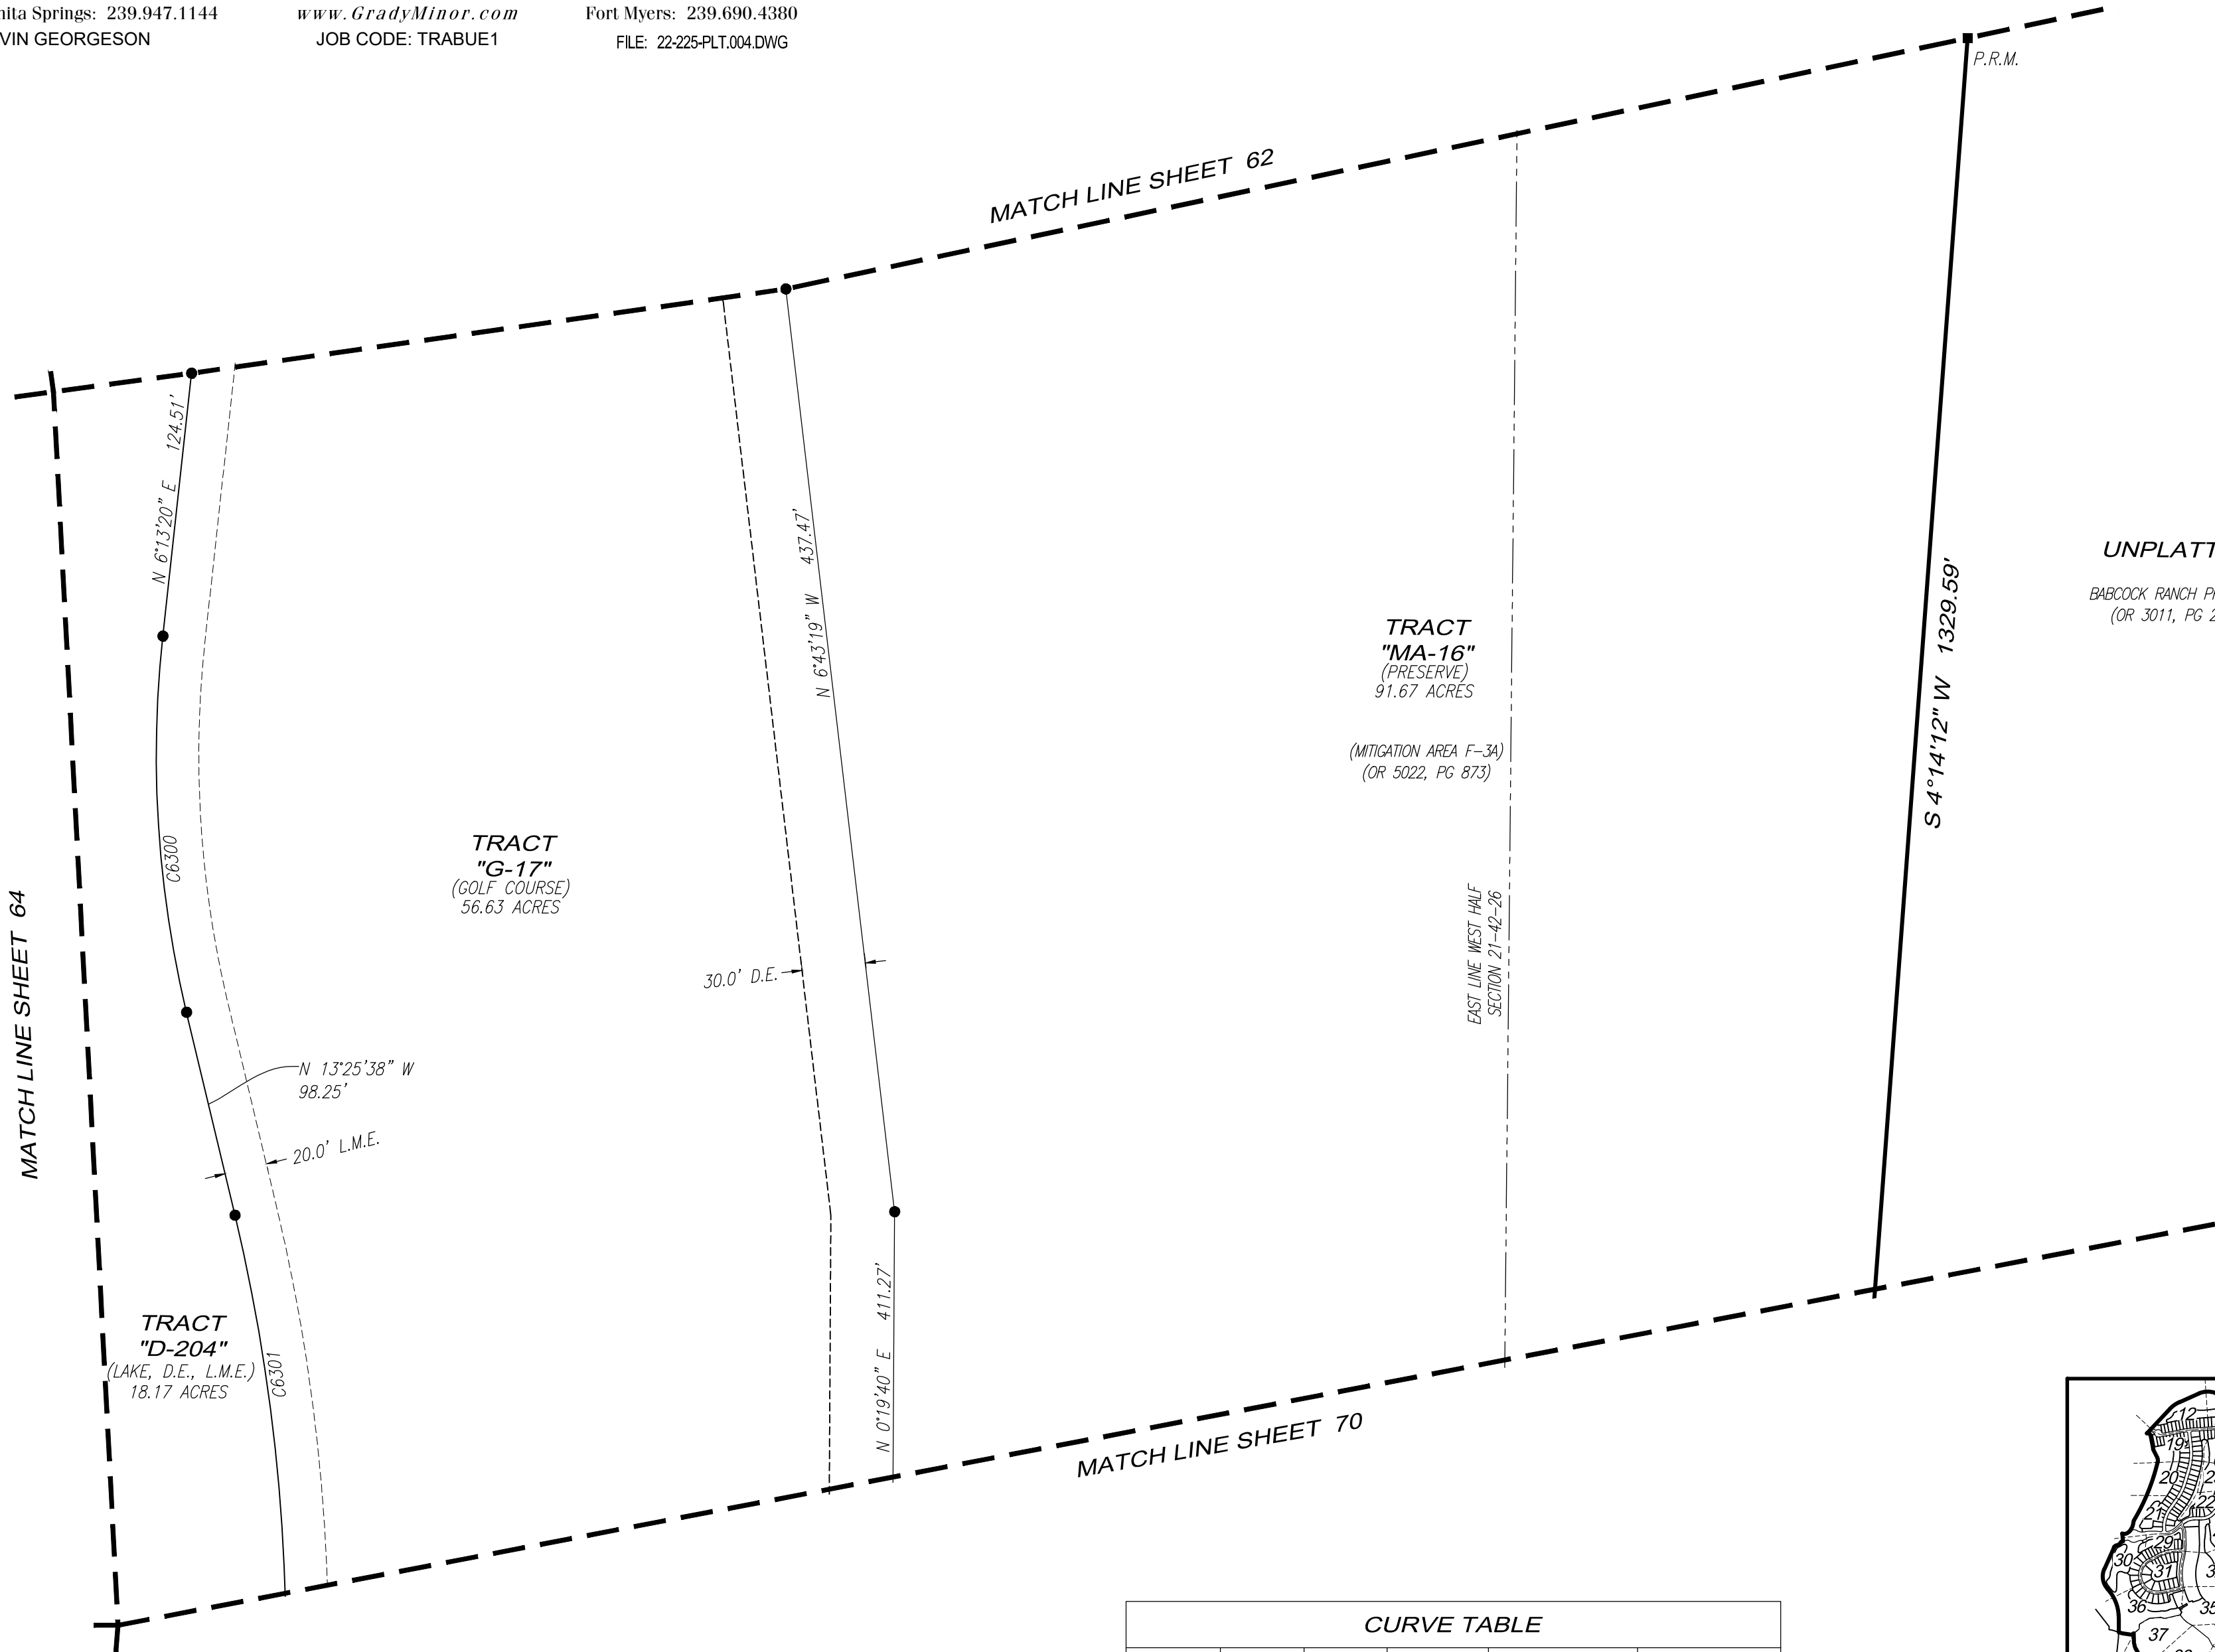 Springs: 239.947.1144
www.GradyMinor.com
Fort Myers: 239.690.4380
GEORGESON
JOB CODE: TRABUE1
FILE: 22-225-PLT.004.DWG
P.R.M.
MATCH LINE SHEET 62
N 6°13'20" E 124.51'
N 6°43'19" W 437.47'
UNPLATT
BABCOCK RANCH
(OR 3011, PG
S 4°14'12" W 1329.59'
TRACT
"MA-16"
(PRESERVE)
91.67 ACRES
(MITIGATION AREA F-3A)
(OR 5022, PG 873)
TRACT
"G-17"
(GOLF COURSE)
56.63 ACRES
C6300
MATCH LINE SHEET 64
30.0' D.E.
EAST LINE WEST HALF
SECTION 21-42-26
N 13°25'38" W
98.25'
20.0' L.M.E.
TRACT
"D-204"
(LAKE, D.E., L.M.E.)
18.17 ACRES
C6301
N 0°19'40" E 411.27'
MATCH LINE SHEET 70
CURVE TABLE
12
19
20
21
22
29
30
31
36
35
37